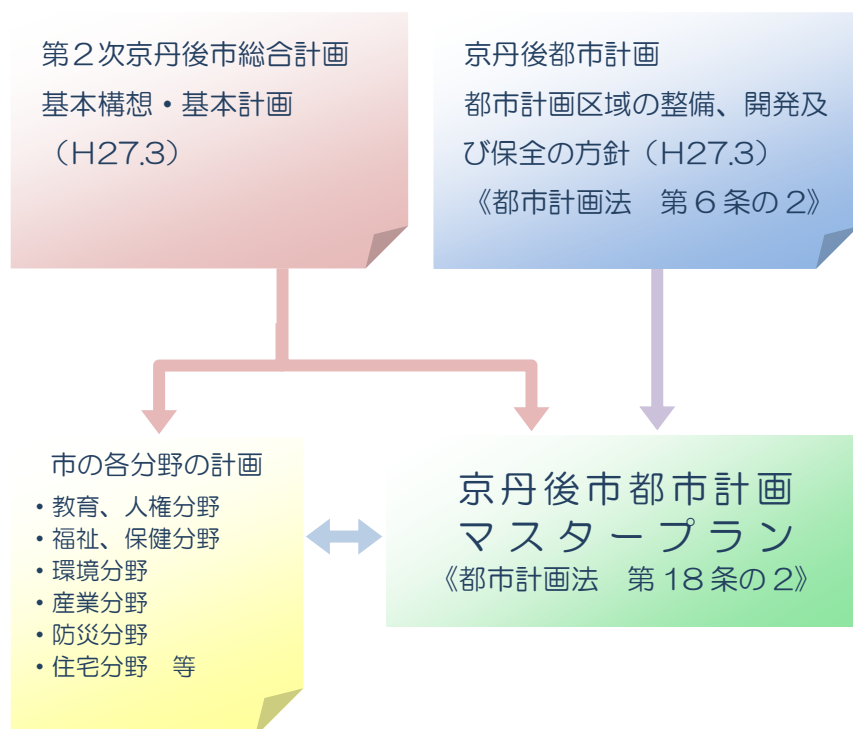 第２次京丹後市総合計画
基本構想・基本計画
（H27.3）
京丹後都市計画
都市計画区域の整備、開発及
び保全の方針（H27.3）
《都市計画法　第６条の２》
市の各分野の計画
・教育、人権分野
・福祉、保健分野
・環境分野
・産業分野
・防災分野
・住宅分野　等
京丹後市都市計画
マスタープラン
《都市計画法　第 18 条の２》